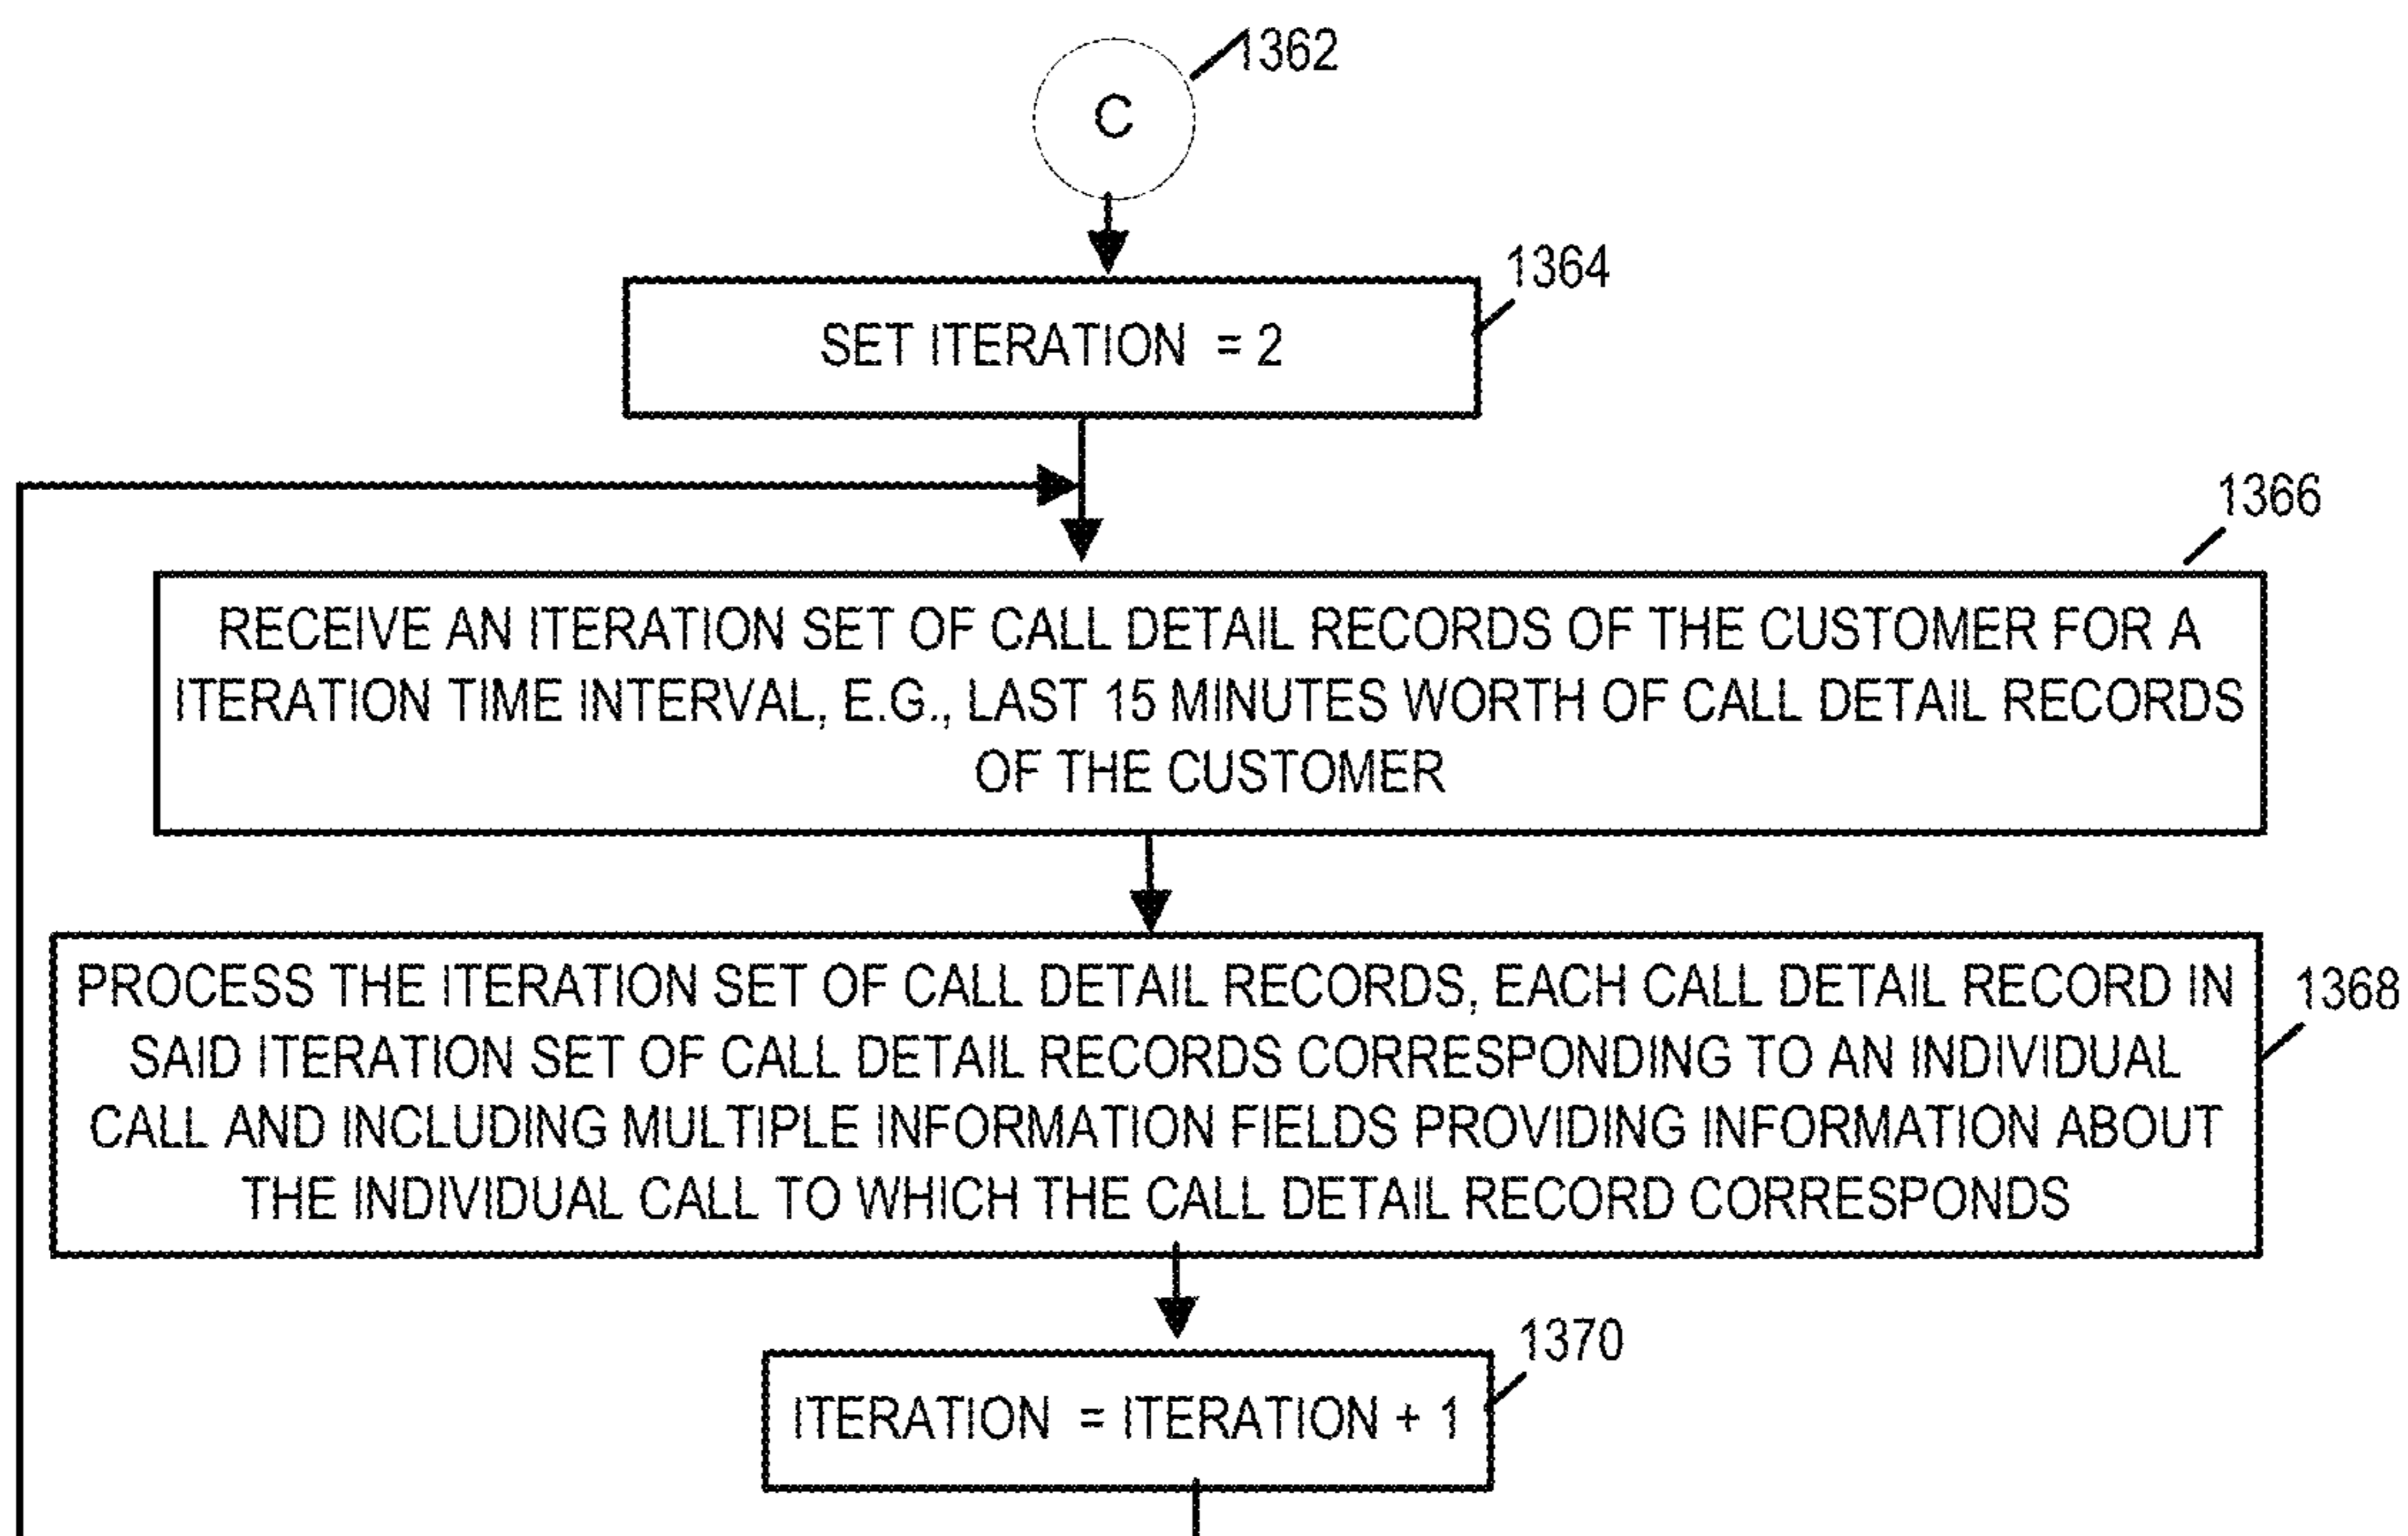 1362
C
1364
SET ITERATION = 2
1366
RECEIVE AN ITERATION SET OF CALL DETAIL RECORDS OF THE CUSTOMER FOR A
ITERATION TIME INTERVAL, E.G., LAST 15 MINUTES WORTH OF CALL DETAIL RECORDS
OF THE CUSTOMER
PROCESS THE ITERATION SET OF CALL DETAIL RECORDS, EACH CALL DETAIL RECORD IN
1368
SAID ITERATION SET OF CALL DETAIL RECORDS CORRESPONDING TO AN INDIVIDUAL
CALL AND INCLUDING MULTIPLE INFORMATION FIELDS PROVIDING INFORMATION ABOUT
THE INDIVIDUAL CALL TO WHICH THE CALL DETAIL RECORD CORRESPONDS
1370
ITERATION = ITERATION + 1